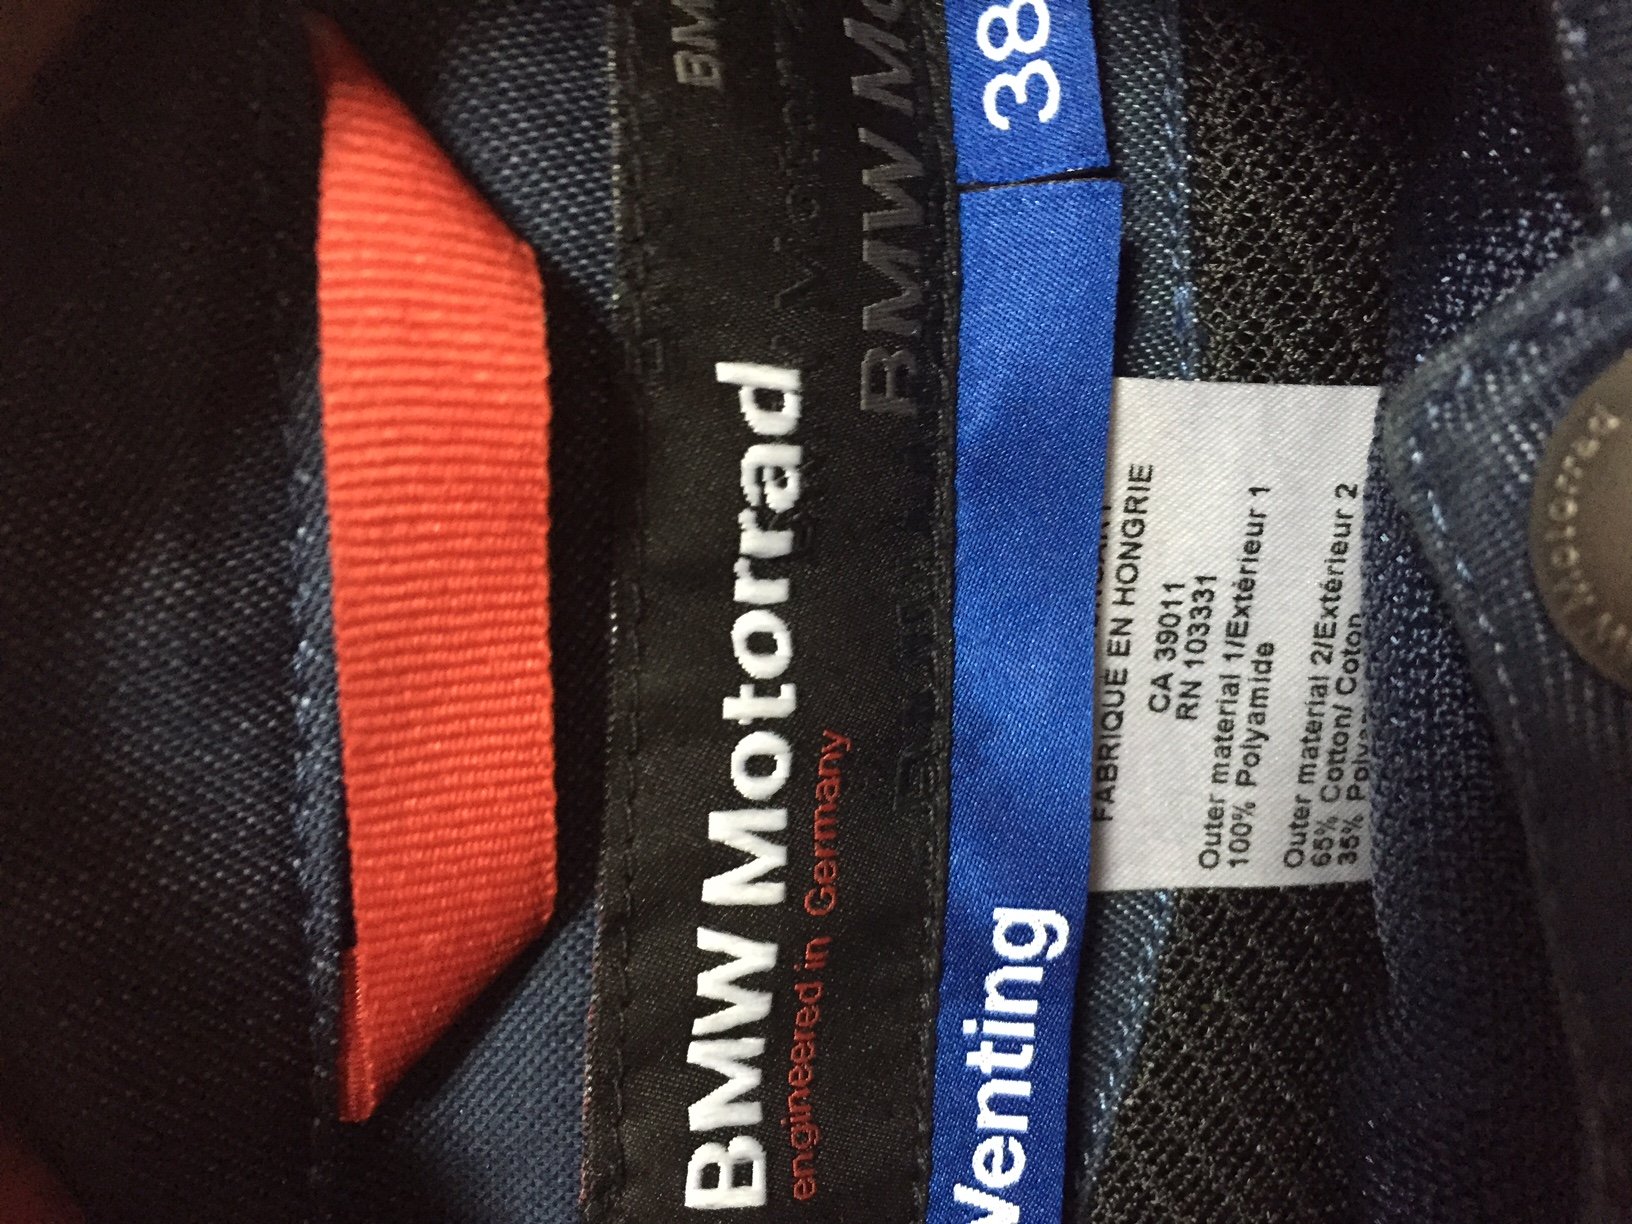 BMW Motorrad
engineered in Germany
BMW
Venting
38
FABRIQUE EN HONGRIE
CA 39011
RN 103331
Outer material 1/Extérieur 1
100% Polyamide
Outer material 2/Extérieur 2
65% Cotton/ Coton
35%